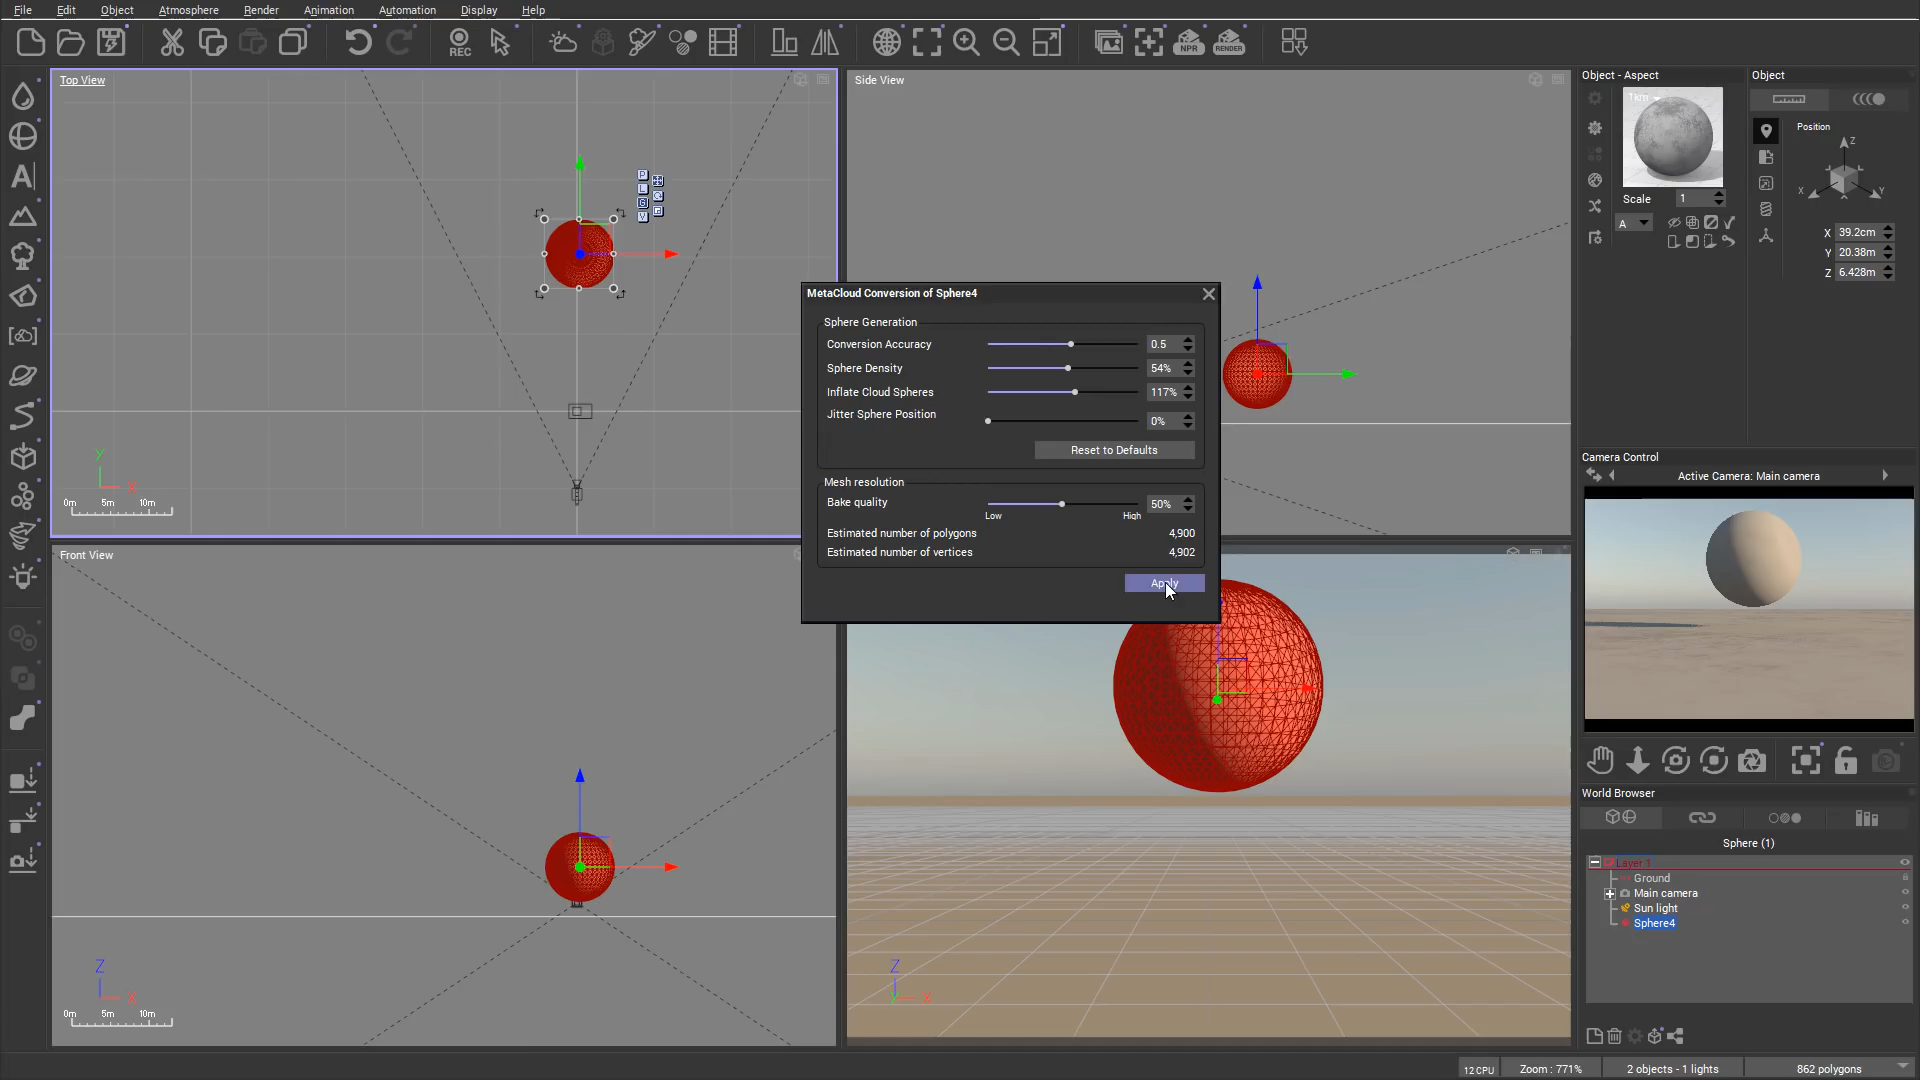 File Edit Object Atmosphere Render Animation Automation Display Help
REC NPR RENDER
Top View
P
L
G
V
Y
X
0m 5m 10m
Side View
Front View
Z
X
0m 5m 10m
Z
Y X
MetaCloud Conversion of Sphere4
Sphere Generation
Conversion Accuracy 0.5
Sphere Density 54%
Inflate Cloud Spheres 117%
Jitter Sphere Position 0%
Reset to Defaults
Mesh resolution
Bake quality 50%
Low High
Estimated number of polygons 4,900
Estimated number of vertices 4,902
Apply
Object - Aspect
1km
Scale 1
A
Object
Position
Z
X Y
X 39.2cm
Y 20.38m
Z 6.428m
Camera Control
Active Camera: Main camera
World Browser
Sphere (1)
Layer 1
Ground
Main camera
Sun light
Sphere4
12 CPU Zoom : 771% 2 objects - 1 lights 862 polygons